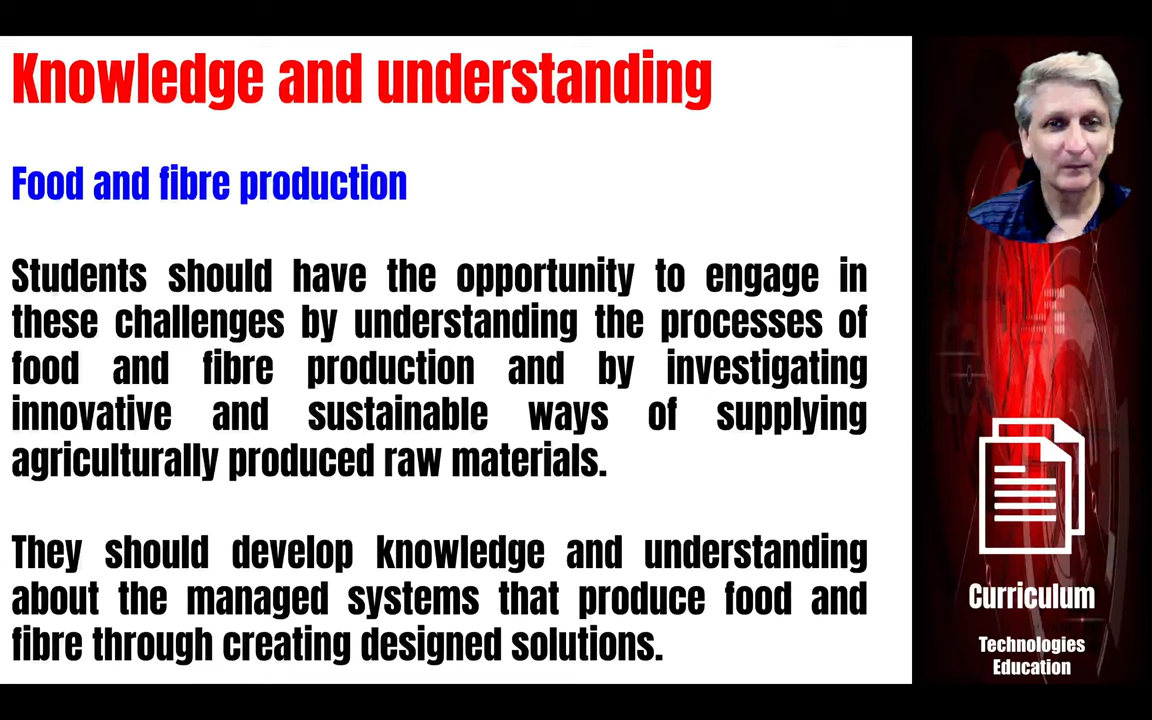 Knowledge and understanding
Food and fibre production
Students should have the opportunity to engage in
these challenges by understanding the processes of
food and fibre production and by investigating
innovative and sustainable ways of supplying
agriculturally produced raw materials.
They should develop knowledge and understanding
about the managed systems that produce food and
fibre through creating designed solutions.
Curriculum
Technologies
Education